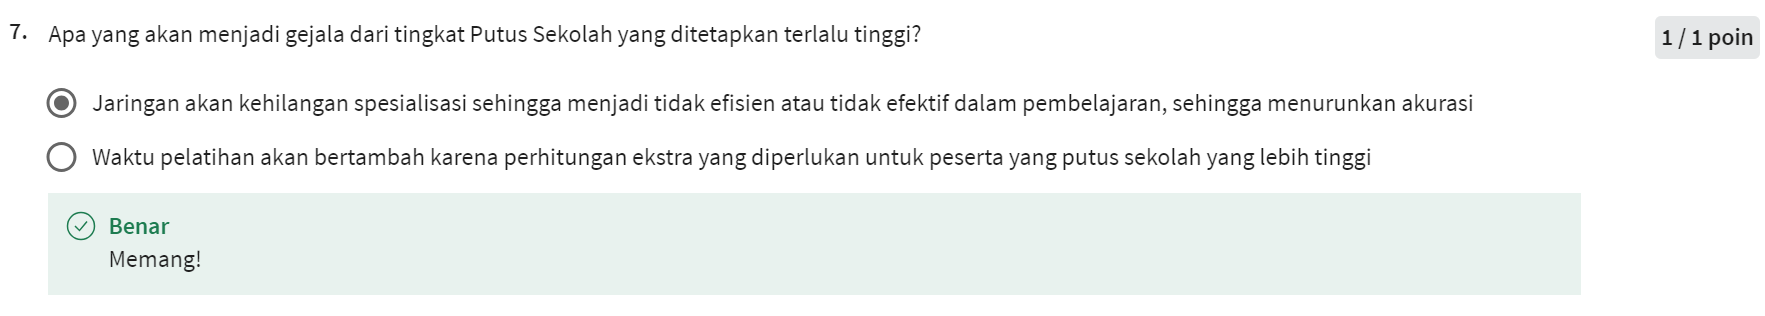 7. Apa yang akan menjadi gejala dari tingkat Putus Sekolah yang ditetapkan terlalu tinggi?
1 / 1 poin
Jaringan akan kehilangan spesialisasi sehingga menjadi tidak efisien atau tidak efektif dalam pembelajaran, sehingga menurunkan akurasi
Waktu pelatihan akan bertambah karena perhitungan ekstra yang diperlukan untuk peserta yang putus sekolah yang lebih tinggi
Benar
Memang!